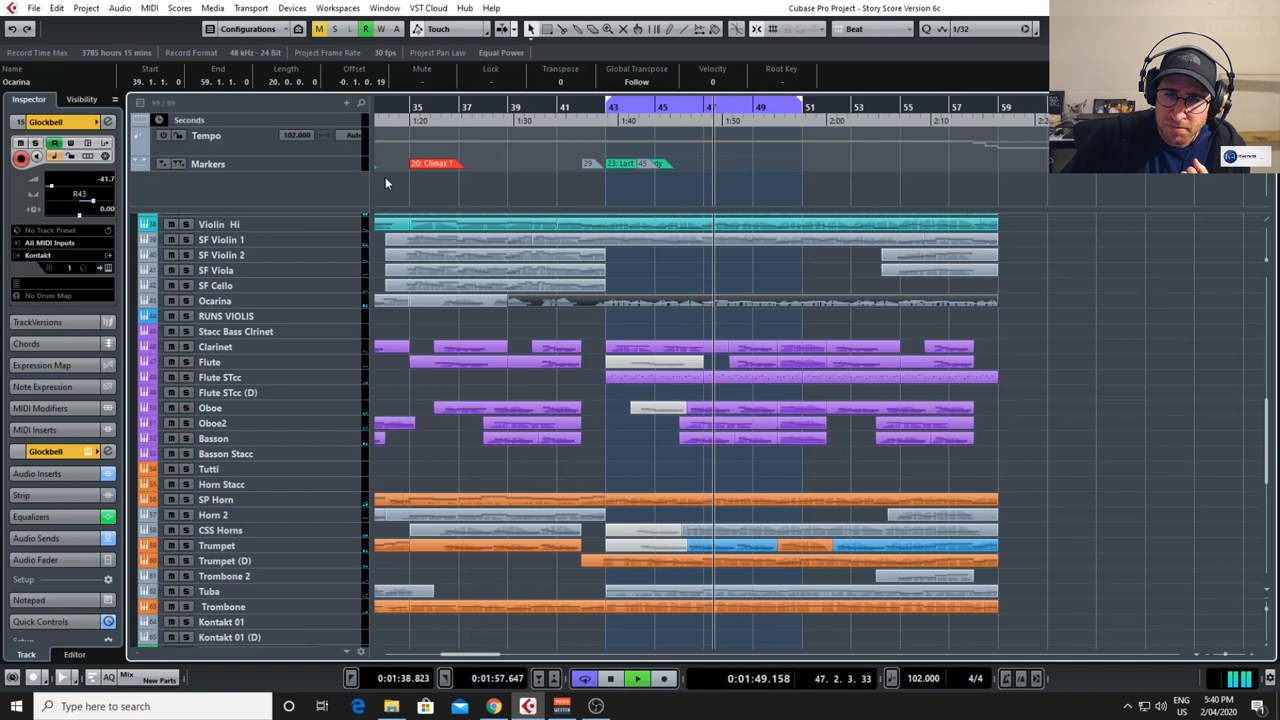 File Edit Project Audio MIDI Scores Media Transport Devices Workspaces Window VST Cloud Hub Help
Cubase Pro Project - Story Score Version 6c
Configurations M S L R W A Touch Beat 1/32
Record Time Max 3785 hours 15 mins Record Format 48 kHz - 24 Bit Project Frame Rate 30 fps Project Pan Law Equal Power
Name Start End Length Offset Mute Lock Transpose Global Transpose Velocity Root Key
Ocarina 39. 1. 1. 0 59. 1. 1. 0 20. 0. 0. 0 -0. 1. 0. 19 - - 0 Follow 0 -
Inspector Visibility
99 / 99
35 37 39 41 43 45 47 49 51 53 55 57 59
Seconds
1:20 1:30 1:40 1:50 2:00 2:10
Tempo 102.000
Markers
20: Climax 1 29 23: Last 45
15 Glockbell
-41.7
R43
0.00
No Track Preset
All MIDI Inputs
Kontakt
1
No Drum Map
TrackVersions
Chords
Expression Map
Note Expression
MIDI Modifiers
MIDI Inserts
Glockbell
Audio Inserts
Strip
Equalizers
Audio Sends
Audio Fader
Setup
Notepad
Quick Controls
Track Editor
Violin Hi
SF Violin 1
SF Violin 2
SF Viola
SF Cello
Ocarina
RUNS VIOLIS
Stacc Bass Clrinet
Clarinet
Flute
Flute STcc
Flute STcc (D)
Oboe
Oboe2
Basson
Basson Stacc
Tutti
Horn Stacc
SP Horn
Horn 2
CSS Horns
Trumpet
Trumpet (D)
Trombone 2
Tuba
Trombone
Kontakt 01
Kontakt 01 (D)
AQ Mix
New Parts
0:01:38.823 0:01:57.647 0:01:49.158 47. 2. 3. 33 102.000 4/4
Type here to search
ENG
US
5:40 PM
2/04/2020